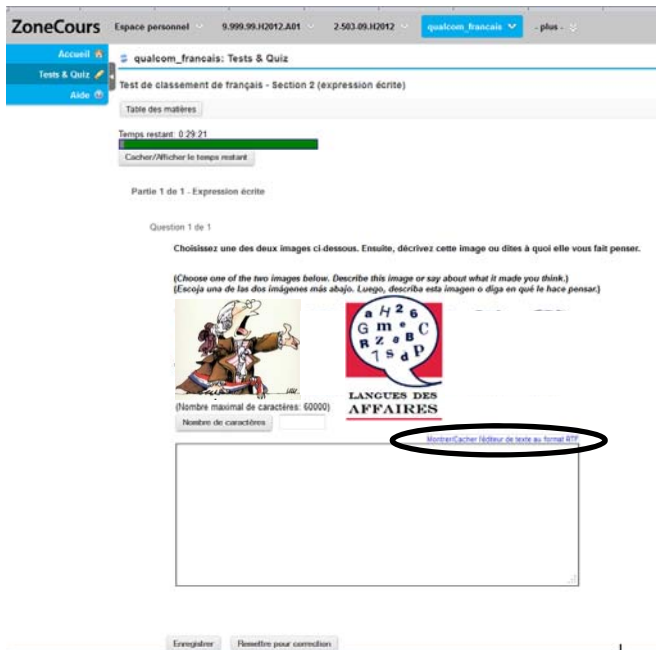 ZoneCours Espace personnel 9.999.99.H2012.A01 2-503-09.H2012 qualcom_francais - plus -
Accueil
Tests & Quiz
Aide
qualcom_francais: Tests & Quiz
Test de classement de français - Section 2 (expression écrite)
Table des matières
Temps restant: 0:29:21
Cacher/Afficher le temps restant
Partie 1 de 1 - Expression écrite
Question 1 de 1
Choisissez une des deux images ci-dessous. Ensuite, décrivez cette image ou dites à quoi elle vous fait penser.
(Choose one of the two images below. Describe this image or say about what it made you think.)
(Escoja una de las dos imágenes más abajo. Luego, describa esta imagen o diga en qué le hace pensar.)
a H 2 6
G m e C
R z a B
7 s d P
LANGUES DES
AFFAIRES
(Nombre maximal de caractères: 60000)
Nombre de caractères
Montrer/Cacher l'éditeur de texte au format RTF
Enregistrer Remettre pour correction